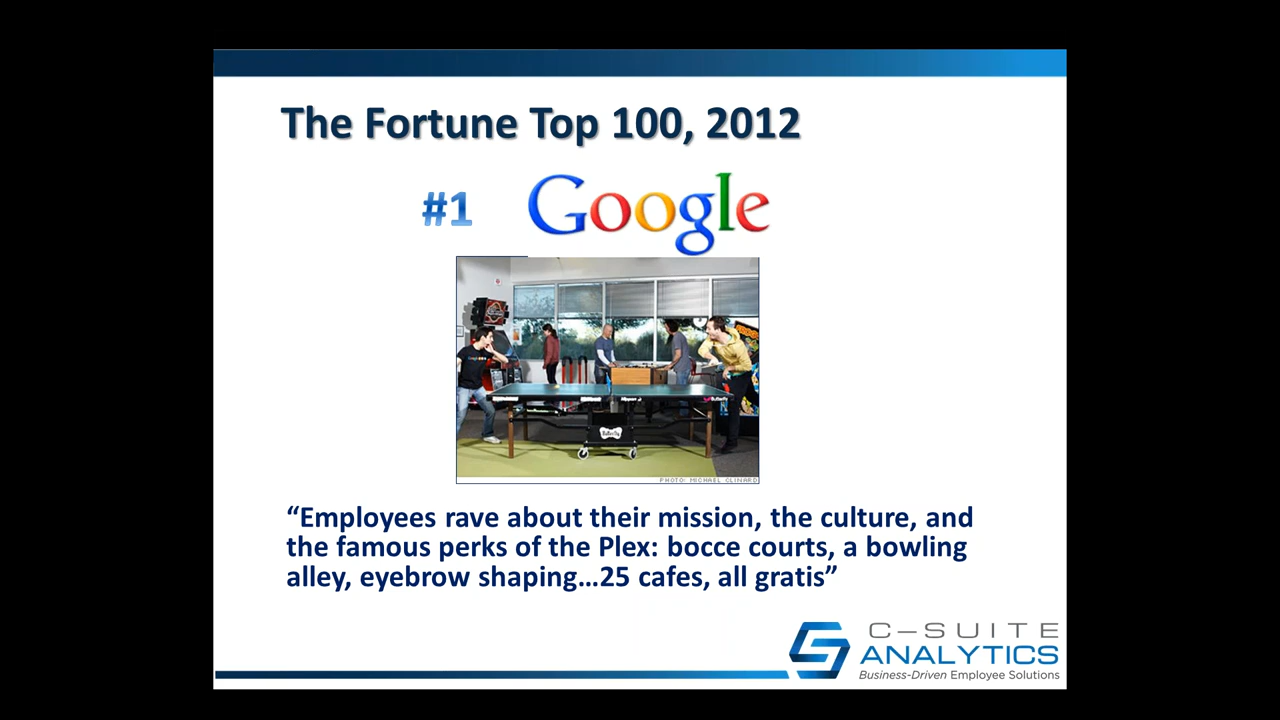 The Fortune Top 100, 2012
#1 Google
PHOTO: MICHAEL CLINARD
“Employees rave about their mission, the culture, and
the famous perks of the Plex: bocce courts, a bowling
alley, eyebrow shaping…25 cafes, all gratis”
C–SUITE
ANALYTICS
Business-Driven Employee Solutions